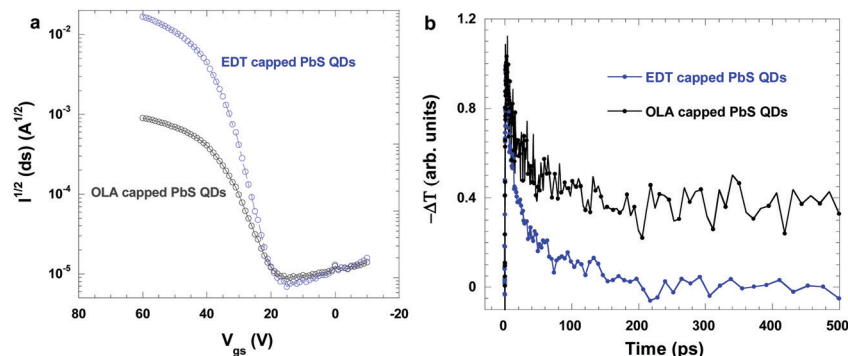 a
I^1/2 (ds) (A^1/2)
10^-2
10^-3
10^-4
10^-5
EDT capped PbS QDs
OLA capped PbS QDs
80 60 40 20 0 -20
V_gs (V)
b
−ΔT (arb. units)
1.2
0.8
0.4
0
EDT capped PbS QDs
OLA capped PbS QDs
0 100 200 300 400 500
Time (ps)